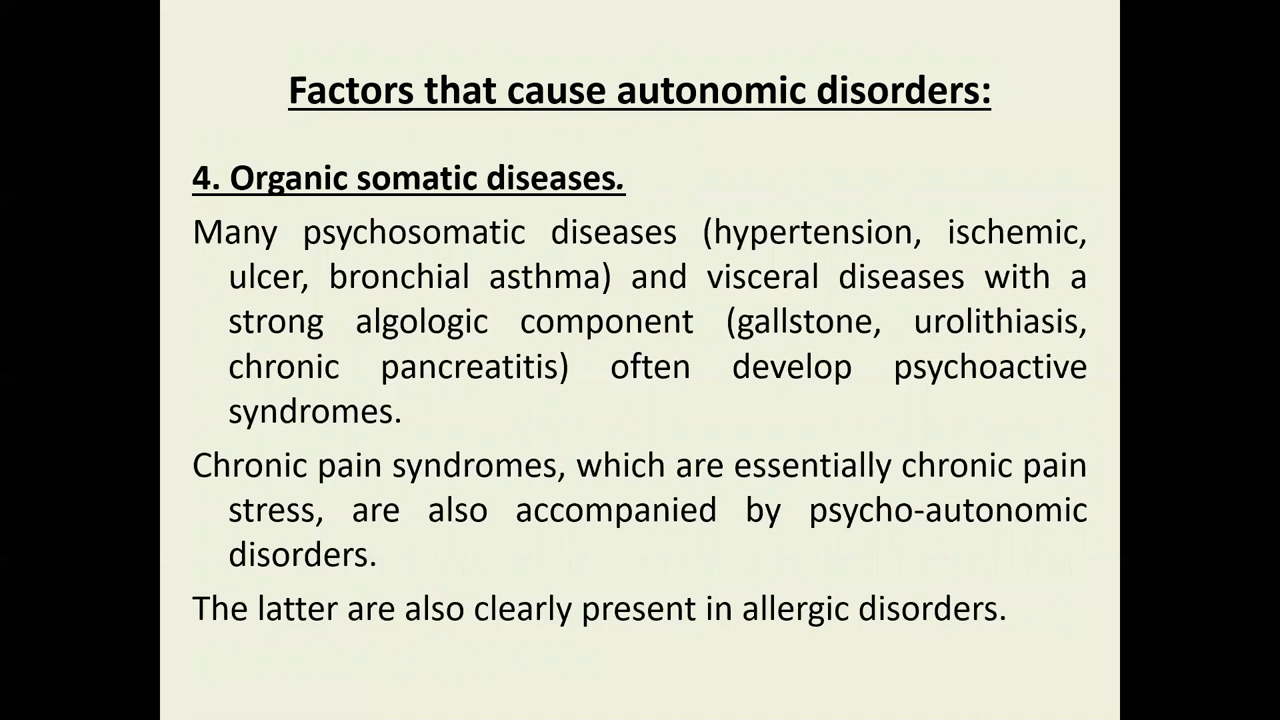 Factors that cause autonomic disorders:
4. Organic somatic diseases.
Many psychosomatic diseases (hypertension, ischemic,
ulcer, bronchial asthma) and visceral diseases with a
strong algologic component (gallstone, urolithiasis,
chronic pancreatitis) often develop psychoactive
syndromes.
Chronic pain syndromes, which are essentially chronic pain
stress, are also accompanied by psycho-autonomic
disorders.
The latter are also clearly present in allergic disorders.